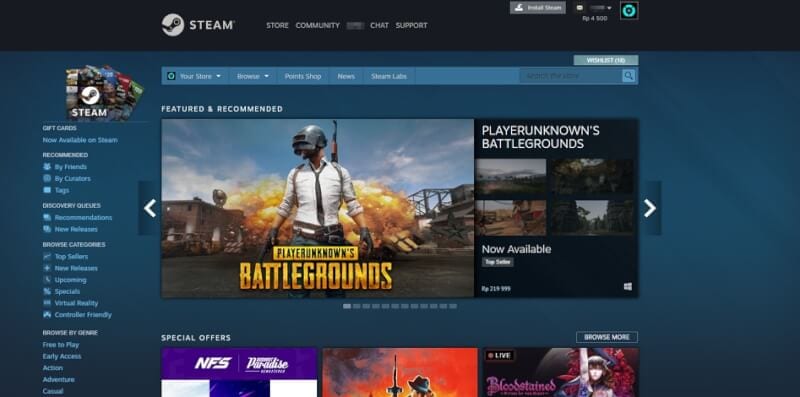 STEAM
STORE COMMUNITY CHAT SUPPORT
Install Steam
Rp 4 500
WISHLIST (16)
Your Store Browse Points Shop News Steam Labs
Search the store
STEAM
GIFT CARDS
Now Available on Steam
RECOMMENDED
By Friends
By Curators
Tags
DISCOVERY QUEUES
Recommendations
New Releases
BROWSE CATEGORIES
Top Sellers
New Releases
Upcoming
Specials
Virtual Reality
Controller Friendly
BROWSE BY GENRE
Free to Play
Early Access
Action
Adventure
Casual
FEATURED & RECOMMENDED
PLAYERUNKNOWN'S
BATTLEGROUNDS
PLAYERUNKNOWN'S
BATTLEGROUNDS
Now Available
Top Seller
Rp 219 999
SPECIAL OFFERS
BROWSE MORE
NFS
Paradise
REMASTERED
LIVE
Bloodstained